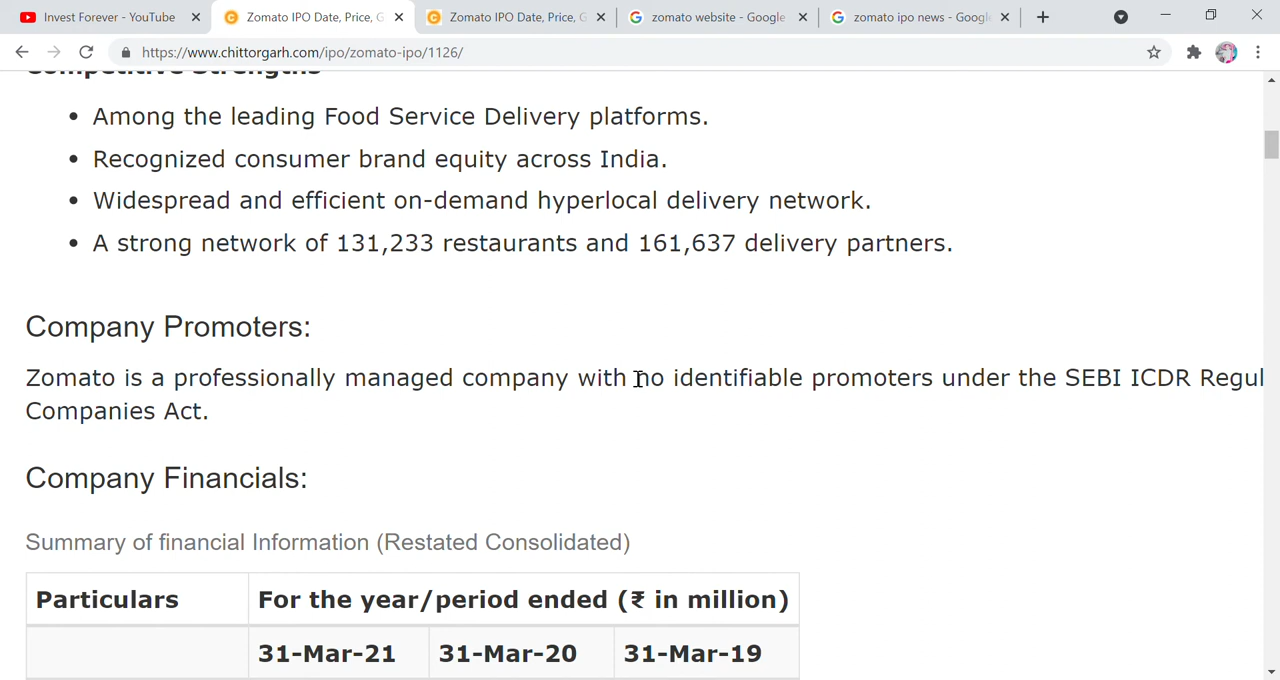 Invest Forever - YouTube
Zomato IPO Date, Price, G
Zomato IPO Date, Price, G
zomato website - Google
zomato ipo news - Google
https://www.chittorgarh.com/ipo/zomato-ipo/1126/
Competitive Strengths
• Among the leading Food Service Delivery platforms.
• Recognized consumer brand equity across India.
• Widespread and efficient on-demand hyperlocal delivery network.
• A strong network of 131,233 restaurants and 161,637 delivery partners.
Company Promoters:
Zomato is a professionally managed company with no identifiable promoters under the SEBI ICDR Regul
Companies Act.
Company Financials:
Summary of financial Information (Restated Consolidated)
Particulars For the year/period ended (₹ in million)
31-Mar-21 31-Mar-20 31-Mar-19